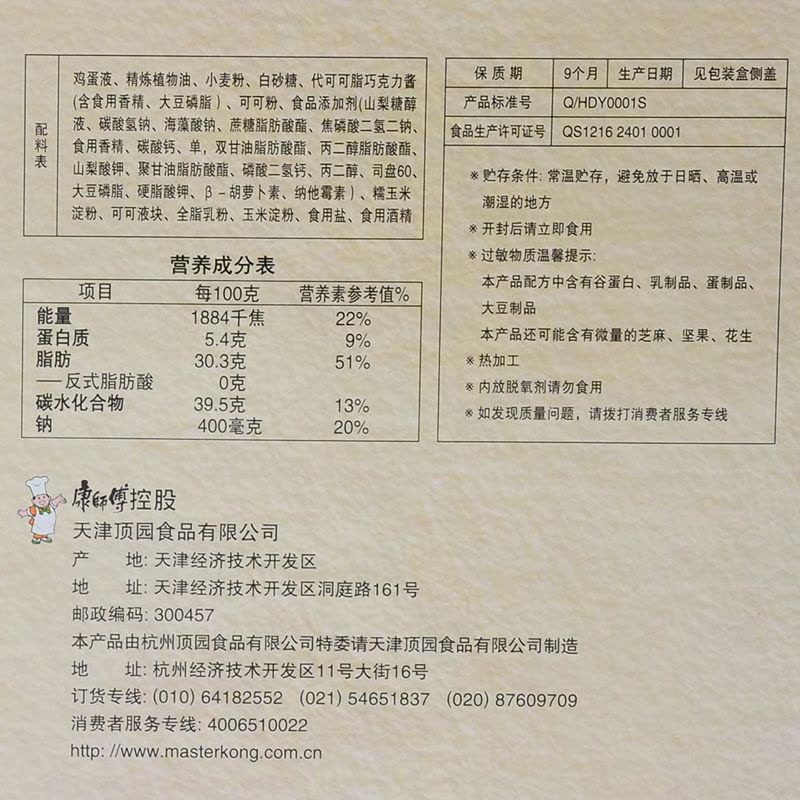 配料表
鸡蛋液、精炼植物油、小麦粉、白砂糖、代可可脂巧克力酱
(含食用香精、大豆磷脂)、可可粉、食品添加剂(山梨糖醇
液、碳酸氢钠、海藻酸钠、蔗糖脂肪酸酯、焦磷酸二氢二钠、
食用香精、碳酸钙、单，双甘油脂肪酸酯、丙二醇脂肪酸酯、
山梨酸钾、聚甘油脂肪酸酯、磷酸二氢钙、丙二醇、司盘60、
大豆磷脂、硬脂酸钾、β－胡萝卜素、纳他霉素)、糯玉米
淀粉、可可液块、全脂乳粉、玉米淀粉、食用盐、食用酒精
营养成分表
项目 每100克 营养素参考值%
能量 1884千焦 22%
蛋白质 5.4克 9%
脂肪 30.3克 51%
——反式脂肪酸 0克
碳水化合物 39.5克 13%
钠 400毫克 20%
保质期 9个月 生产日期 见包装盒侧盖
产品标准号 Q/HDY0001S
食品生产许可证号 QS1216 2401 0001
※贮存条件: 常温贮存，避免放于日晒、高温或
潮湿的地方
※开封后请立即食用
※过敏物质温馨提示:
本产品配方中含有谷蛋白、乳制品、蛋制品、
大豆制品
本产品还可能含有微量的芝麻、坚果、花生
※热加工
※内放脱氧剂请勿食用
※如发现质量问题，请拨打消费者服务专线
康師傅控股
天津顶园食品有限公司
产 地: 天津经济技术开发区
地 址: 天津经济技术开发区洞庭路161号
邮政编码: 300457
本产品由杭州顶园食品有限公司特委请天津顶园食品有限公司制造
地 址: 杭州经济技术开发区11号大街16号
订货专线: (010) 64182552 (021) 54651837 (020) 87609709
消费者服务专线: 4006510022
http: //www.masterkong.com.cn